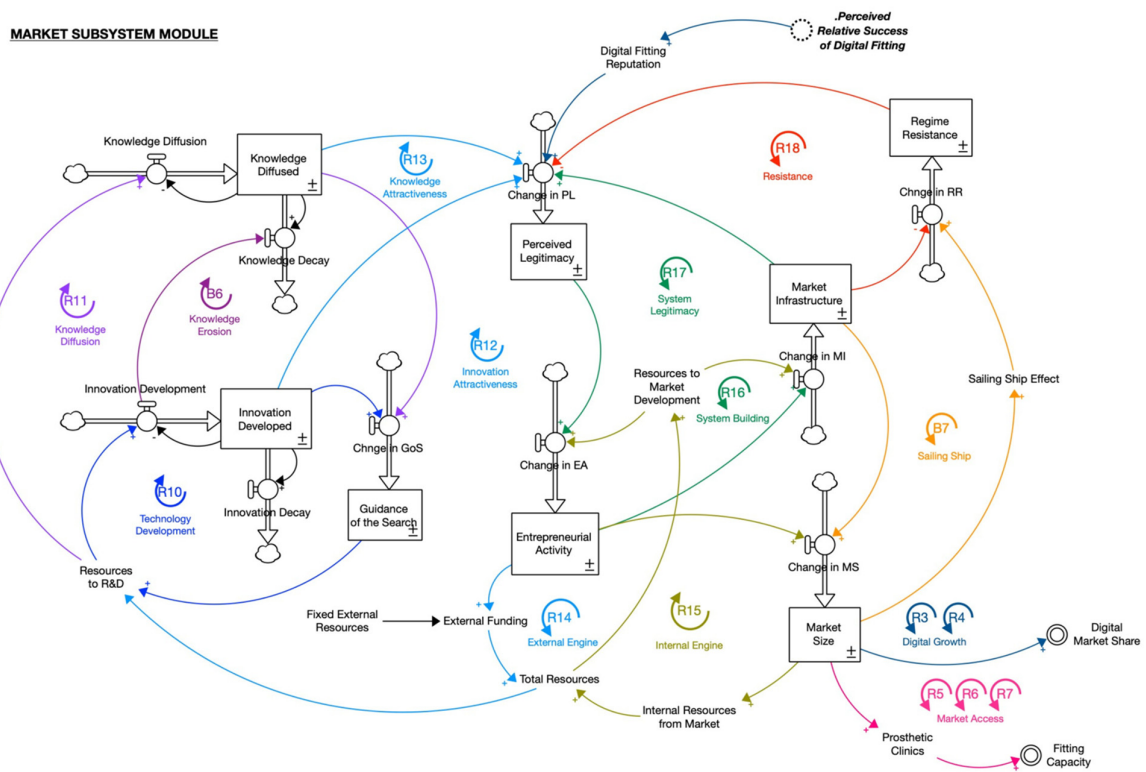 MARKET SUBSYSTEM MODULE
.Perceived
Relative Success
of Digital Fitting
Digital Fitting
Reputation
Knowledge Diffusion
Knowledge
Diffused
R13
Knowledge
Attractiveness
Change in PL
Perceived
Legitimacy
R18
Resistance
Regime
Resistance
Chnge in RR
Knowledge Decay
R11
Knowledge
Diffusion
B6
Knowledge
Erosion
R17
System
Legitimacy
Market
Infrastructure
R12
Innovation
Attractiveness
Change in MI
Resources to
Market
Development
R16
System Building
Sailing Ship Effect
Innovation Development
Innovation
Developed
Chnge in GoS
Change in EA
B7
Sailing Ship
R10
Technology
Development
Innovation Decay
Guidance
of the Search
Entrepreneurial
Activity
Change in MS
Resources
to R&D
Fixed External
Resources
External Funding
R14
External Engine
R15
Internal Engine
Market
Size
R3
R4
Digital Growth
Digital
Market Share
Total Resources
Internal Resources
from Market
R5
R6
R7
Market Access
Prosthetic
Clinics
Fitting
Capacity